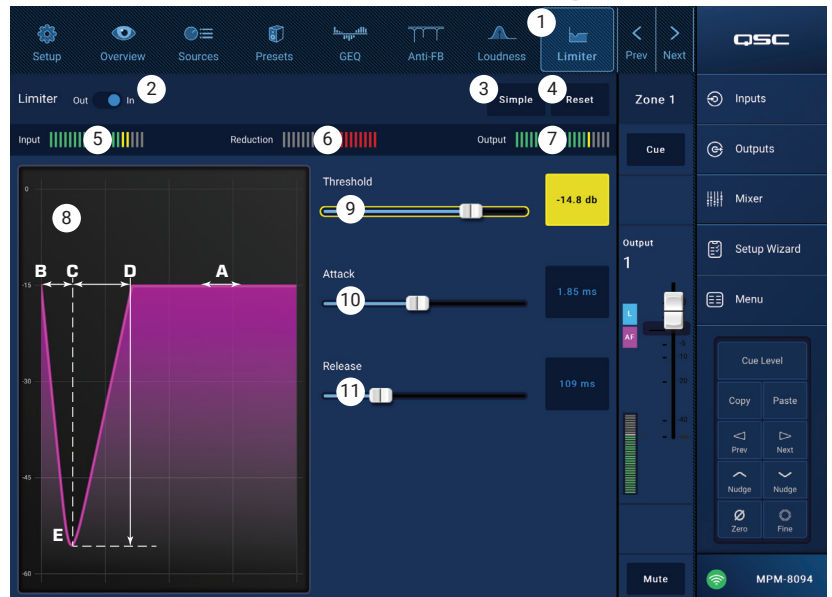 1
Setup
Overview
Sources
Presets
GEQ
Anti-FB
Loudness
Limiter
Prev
Next
QSC
2
3
4
Limiter
Out
In
Simple
Reset
Zone 1
Inputs
Input
5
Reduction
6
Output
7
Cue
Outputs
Mixer
Setup Wizard
Menu
0
8
-15
-30
-45
-60
B
C
D
A
E
Threshold
9
-14.8 db
Attack
10
1.85 ms
Release
11
109 ms
Output
1
L
AF
-5
-10
-20
-40
Mute
Cue Level
Copy
Paste
Prev
Next
Nudge
Nudge
Zero
Fine
MPM-8094